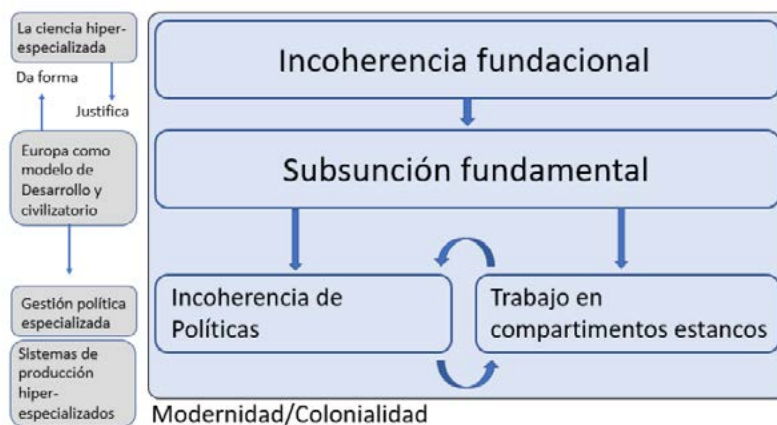 La ciencia hiper-
especializada
Da forma
Justifica
Europa como
modelo de
Desarrollo y
civilizatorio
Gestión política
especializada
Sistemas de
producción
hiper-
especializados
Incoherencia fundacional
Subsunción fundamental
Incoherencia de
Políticas
Trabajo en
compartimentos estancos
Modernidad/Colonialidad